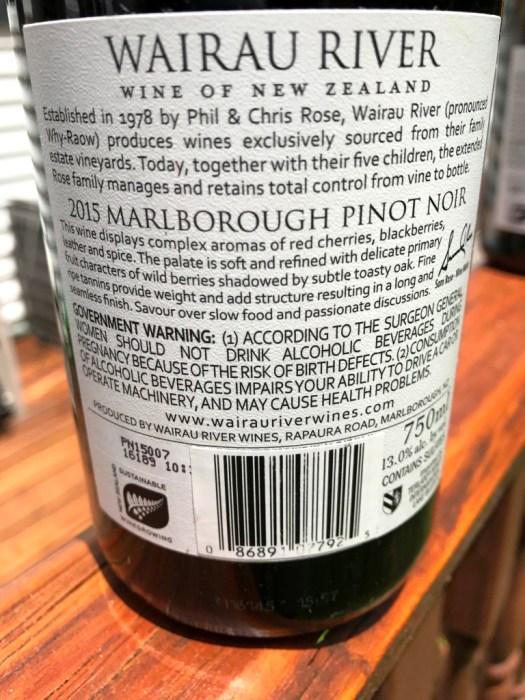 WAIRAU RIVER
WINE OF NEW ZEALAND
Established in 1978 by Phil & Chris Rose, Wairau River (pronounced
Why-Raow) produces wines exclusively sourced from their family
estate vineyards. Today, together with their five children, the extended
Rose family manages and retains total control from vine to bottle.
2015 MARLBOROUGH PINOT NOIR
This wine displays complex aromas of red cherries, blackberries,
leather and spice. The palate is soft and refined with delicate primary
fruit characters of wild berries shadowed by subtle toasty oak. Fine
ripe tannins provide weight and add structure resulting in a long and
seamless finish. Savour over slow food and passionate discussions.
GOVERNMENT WARNING: (1) ACCORDING TO THE SURGEON GENERAL
WOMEN SHOULD NOT DRINK ALCOHOLIC BEVERAGES DURING
PREGNANCY BECAUSE OF THE RISK OF BIRTH DEFECTS. (2) CONSUMPTION
OF ALCOHOLIC BEVERAGES IMPAIRS YOUR ABILITY TO DRIVE A CAR OR
OPERATE MACHINERY, AND MAY CAUSE HEALTH PROBLEMS.
www.wairauriverwines.com
PRODUCED BY WAIRAU RIVER WINES, RAPAURA ROAD, MARLBOROUGH,
750ml
13.0% alc.
CONTAINS
PN15007
16189 10:
SUSTAINABLE
WINEGROWING
0 8689 7792 5